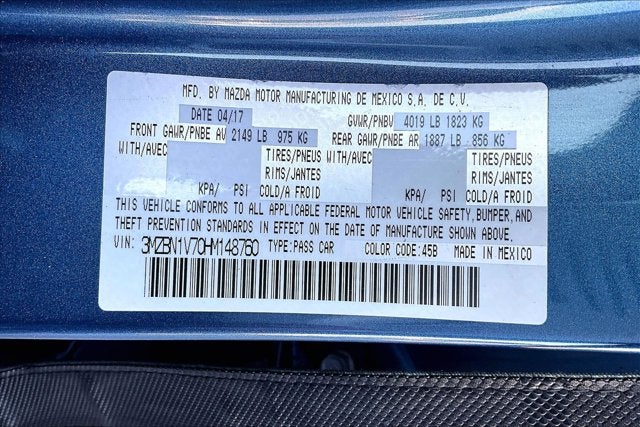 MFD. BY MAZDA MOTOR MANUFACTURING DE MEXICO S.A. DE C.V.
DATE 04/17 GVWR/PNBV 4019 LB 1823 KG
FRONT GAWR/PNBE AV 2149 LB 975 KG REAR GAWR/PNBE AR 1887 LB 856 KG
WITH/AVEC TIRES/PNEUS WITH/AVEC TIRES/PNEUS
RIMS/JANTES RIMS/JANTES
KPA/ PSI COLD/A FROID KPA/ PSI COLD/A FROID
THIS VEHICLE CONFORMS TO ALL APPLICABLE FEDERAL MOTOR VEHICLE SAFETY, BUMPER, AND
THEFT PREVENTION STANDARDS IN EFFECT ON THE DATE OF MANUFACTURE SHOWN ABOVE.
VIN: 3MZBN1V70HM148760 TYPE:PASS CAR COLOR CODE:45B MADE IN MEXICO